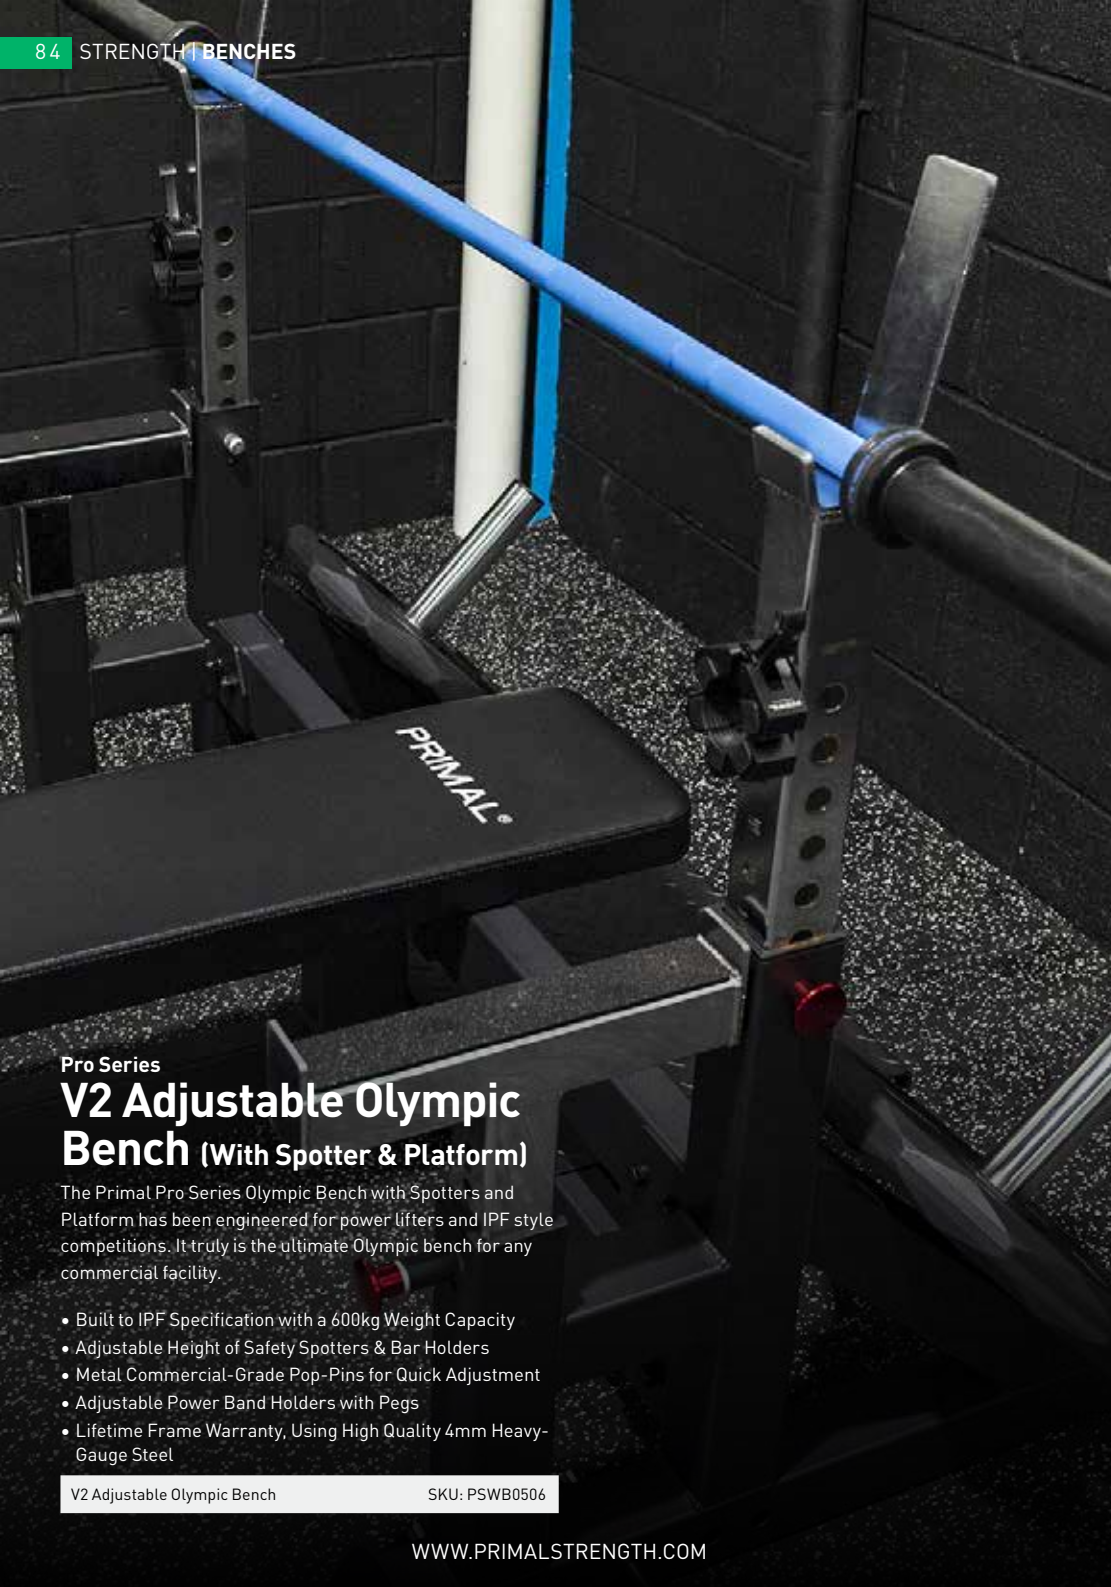 84 STRENGTH | BENCHES
PRIMAL®
Pro Series
V2 Adjustable Olympic
Bench (With Spotter & Platform)
The Primal Pro Series Olympic Bench with Spotters and
Platform has been engineered for power lifters and IPF style
competitions. It truly is the ultimate Olympic bench for any
commercial facility.
• Built to IPF Specification with a 600kg Weight Capacity
• Adjustable Height of Safety Spotters & Bar Holders
• Metal Commercial-Grade Pop-Pins for Quick Adjustment
• Adjustable Power Band Holders with Pegs
• Lifetime Frame Warranty, Using High Quality 4mm Heavy-
Gauge Steel
V2 Adjustable Olympic Bench SKU: PSWB0506
WWW.PRIMALSTRENGTH.COM